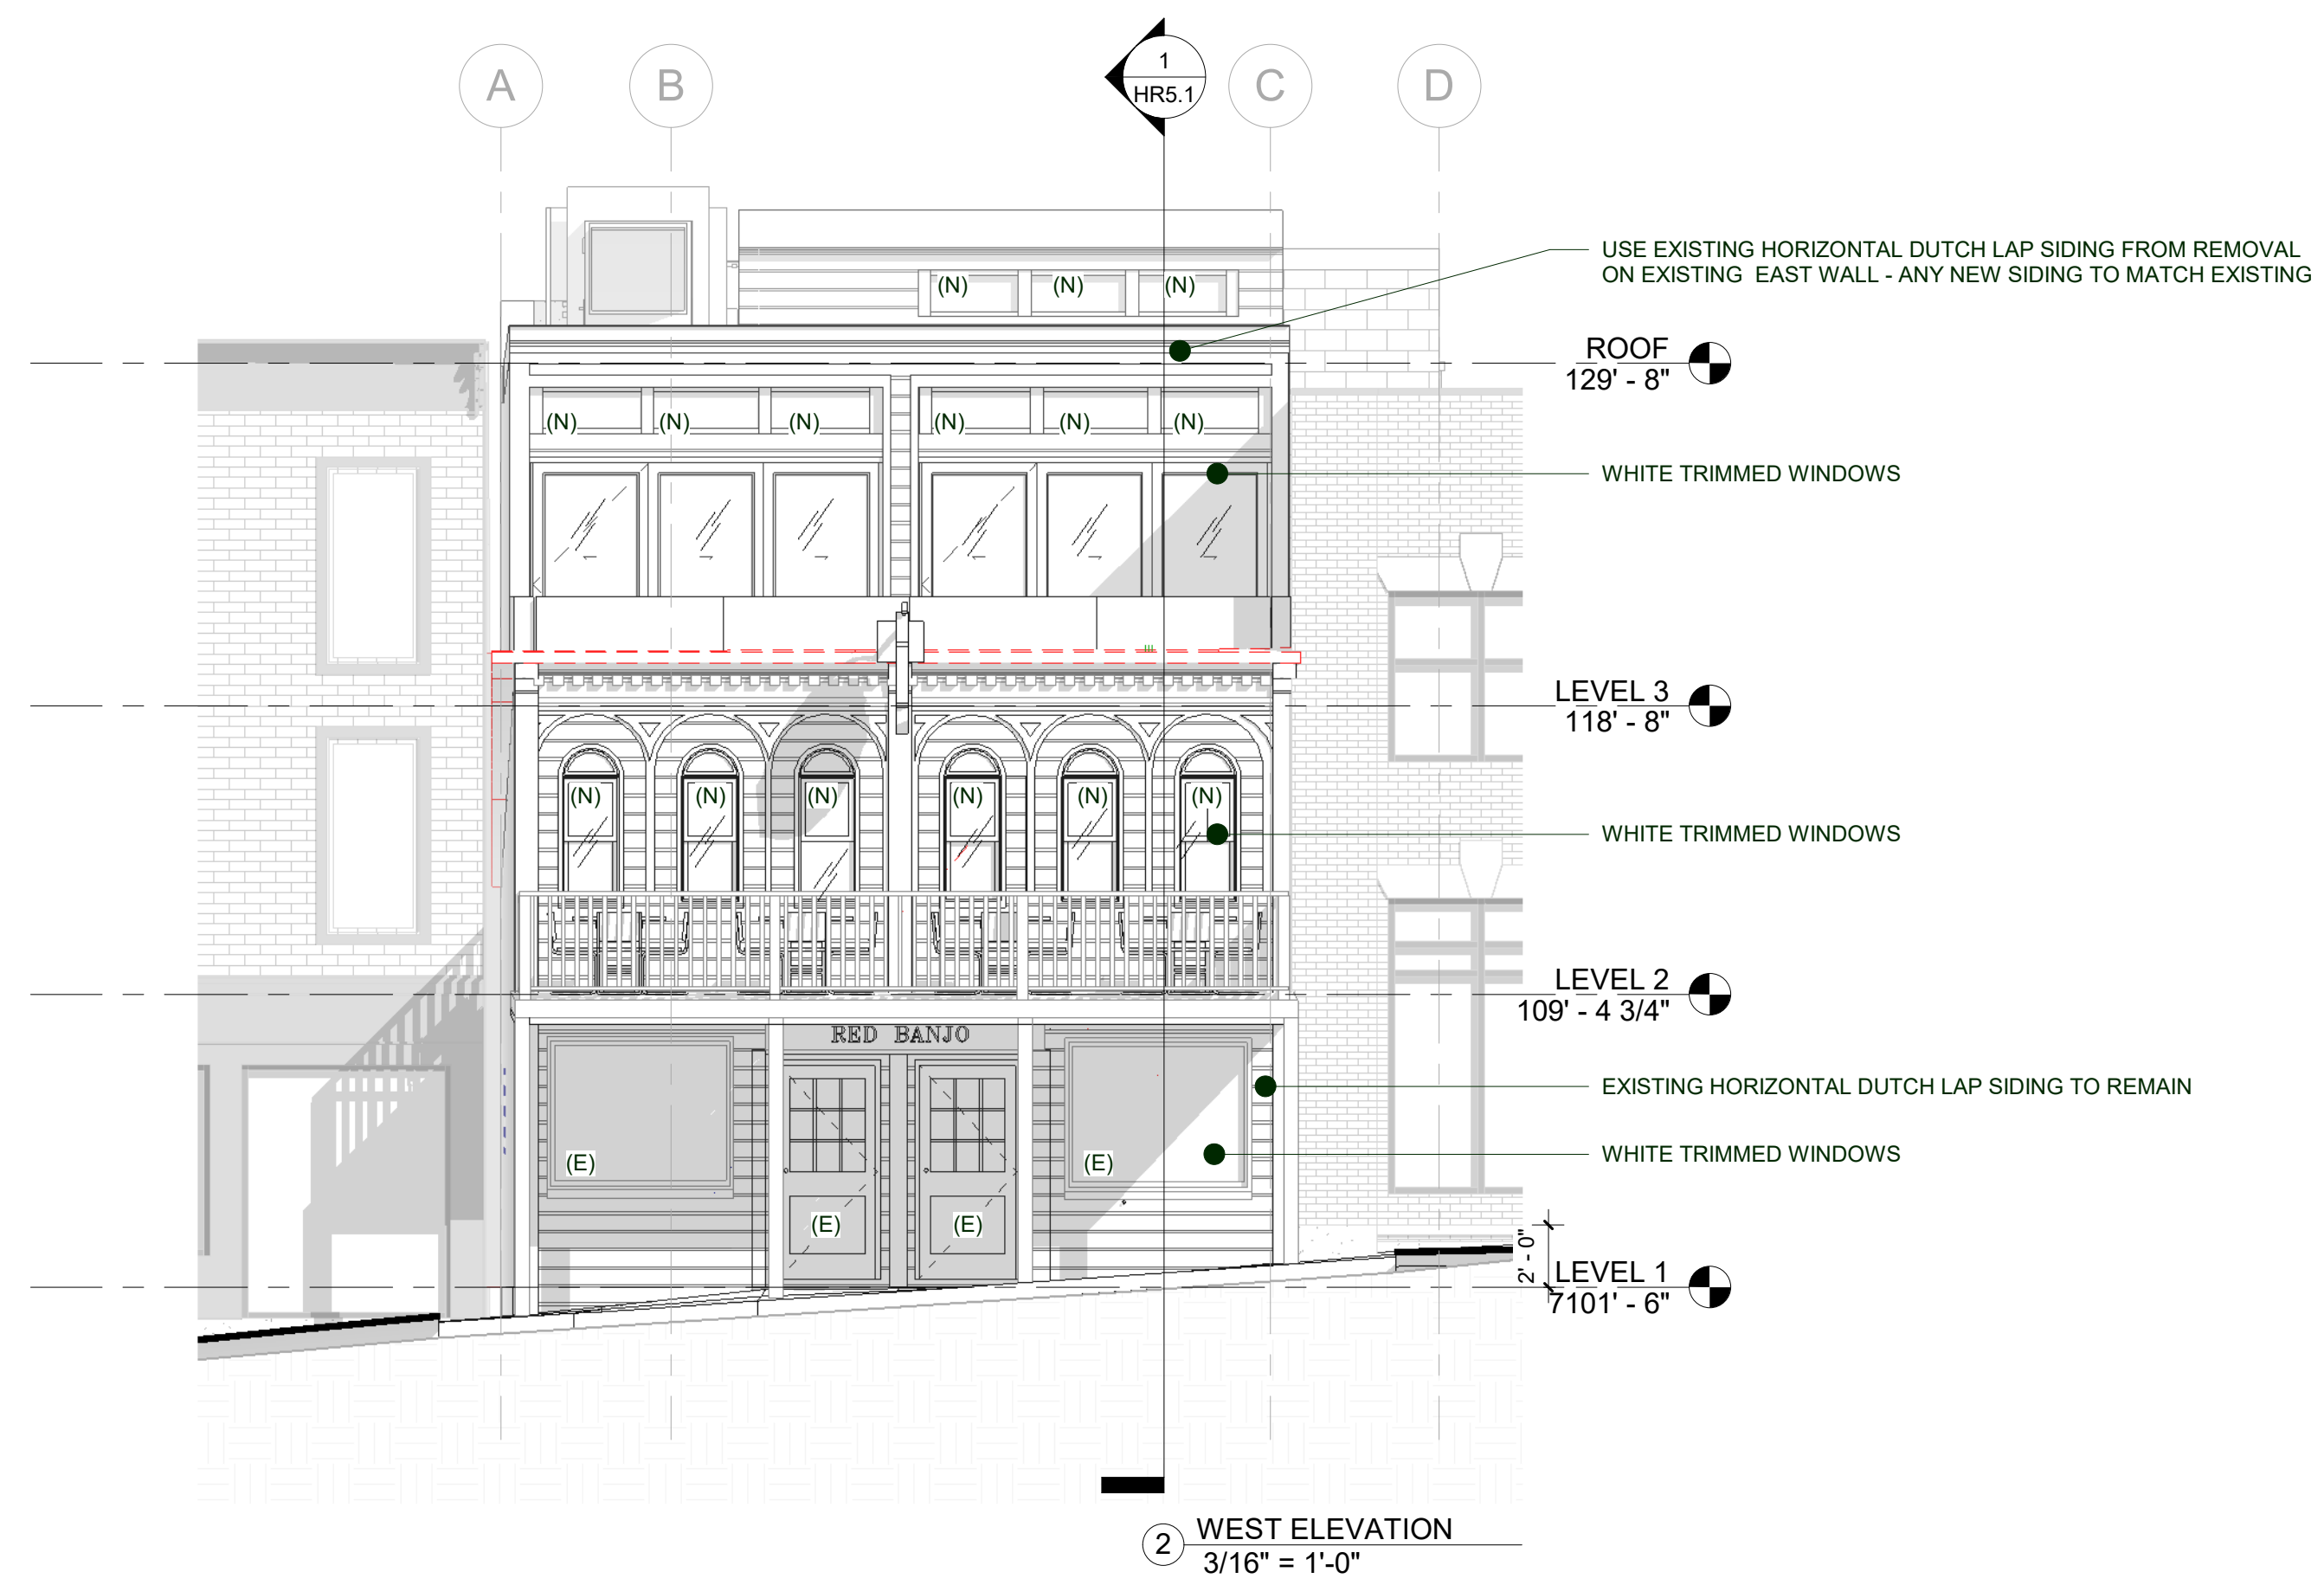 A
B
1
HR5.1
C
D
USE EXISTING HORIZONTAL DUTCH LAP SIDING FROM REMOVAL
ON EXISTING EAST WALL - ANY NEW SIDING TO MATCH EXISTING
(N) (N) (N)
ROOF
129' - 8"
(N) (N) (N) (N) (N) (N)
WHITE TRIMMED WINDOWS
LEVEL 3
118' - 8"
(N) (N) (N) (N) (N) (N)
WHITE TRIMMED WINDOWS
LEVEL 2
109' - 4 3/4"
RED BANJO
EXISTING HORIZONTAL DUTCH LAP SIDING TO REMAIN
(E) (E)
WHITE TRIMMED WINDOWS
(E) (E)
2' - 0"
LEVEL 1
7101' - 6"
2
WEST ELEVATION
3/16" = 1'-0"